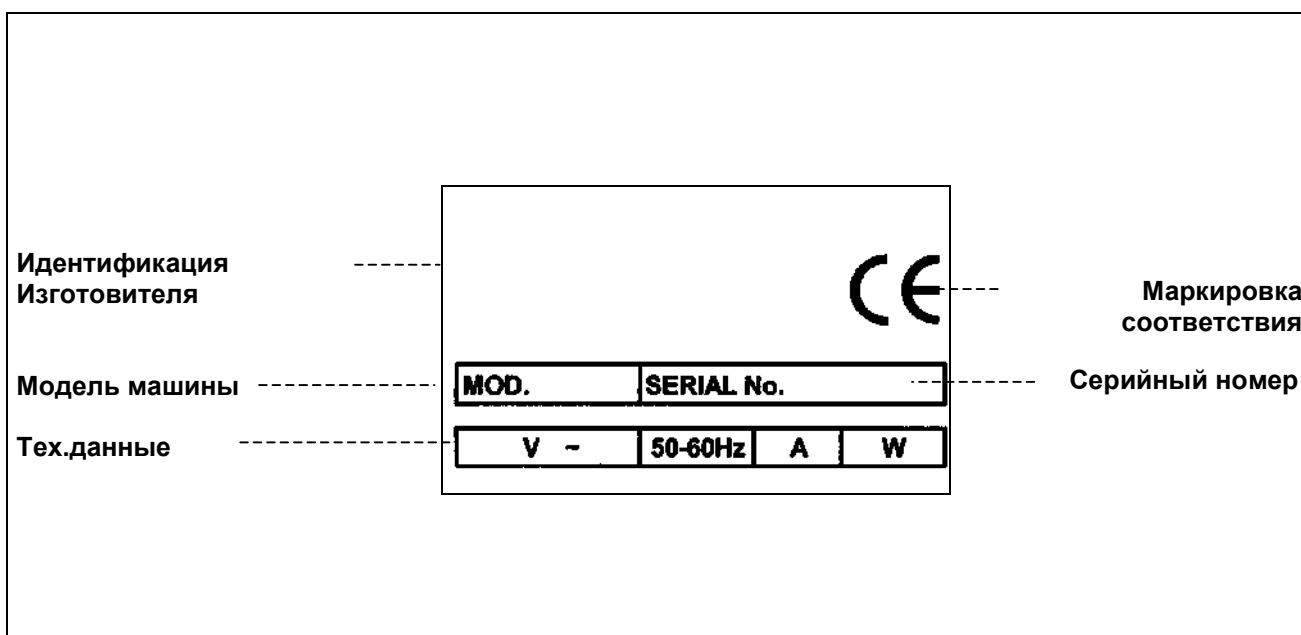 Идентификация
Изготовителя
CE
Маркировка
соответствия
Модель машины
MOD.
SERIAL No.
Серийный номер
Тех.данные
V ~
50-60Hz
A
W